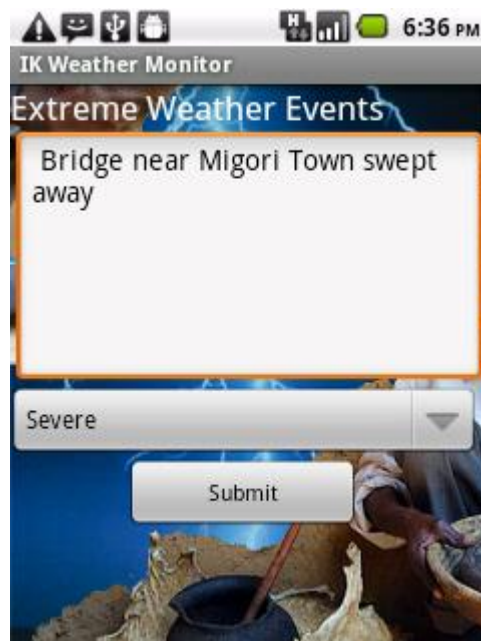 6:36 PM
IK Weather Monitor
Extreme Weather Events
Bridge near Migori Town swept
away
Severe
Submit